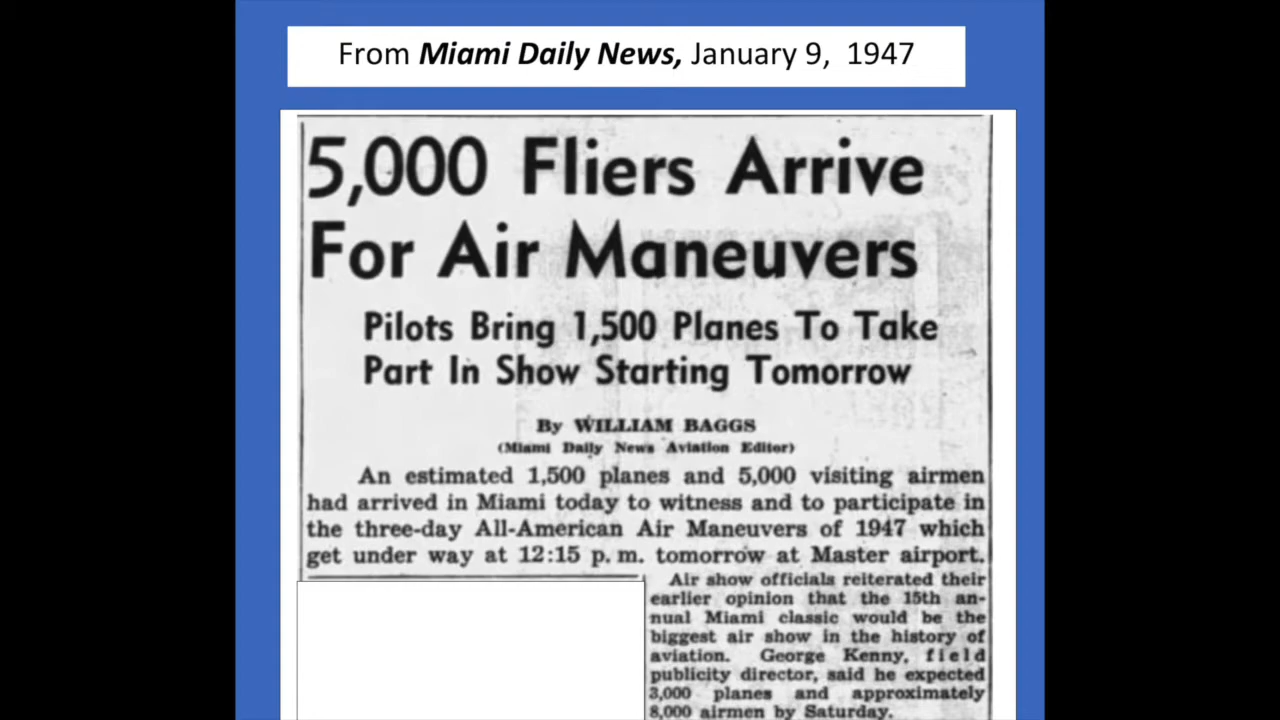 From Miami Daily News, January 9, 1947
5,000 Fliers Arrive
For Air Maneuvers
Pilots Bring 1,500 Planes To Take
Part In Show Starting Tomorrow
By WILLIAM BAGGS
(Miami Daily News Aviation Editor)
An estimated 1,500 planes and 5,000 visiting airmen
had arrived in Miami today to witness and to participate in
the three-day All-American Air Maneuvers of 1947 which
get under way at 12:15 p. m. tomorrow at Master airport.
Air show officials reiterated their
earlier opinion that the 15th an-
nual Miami classic would be the
biggest air show in the history of
aviation. George Kenny, field
publicity director, said he expected
3,000 planes and approximately
8,000 airmen by Saturday.